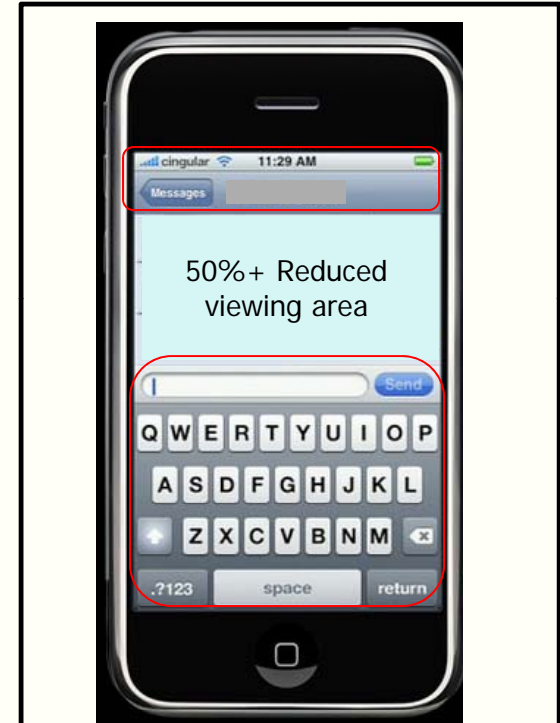 cingular 11:29 AM
Messages
50%+ Reduced
viewing area
Send
Q W E R T Y U I O P
A S D F G H J K L
Z X C V B N M
.?123 space return